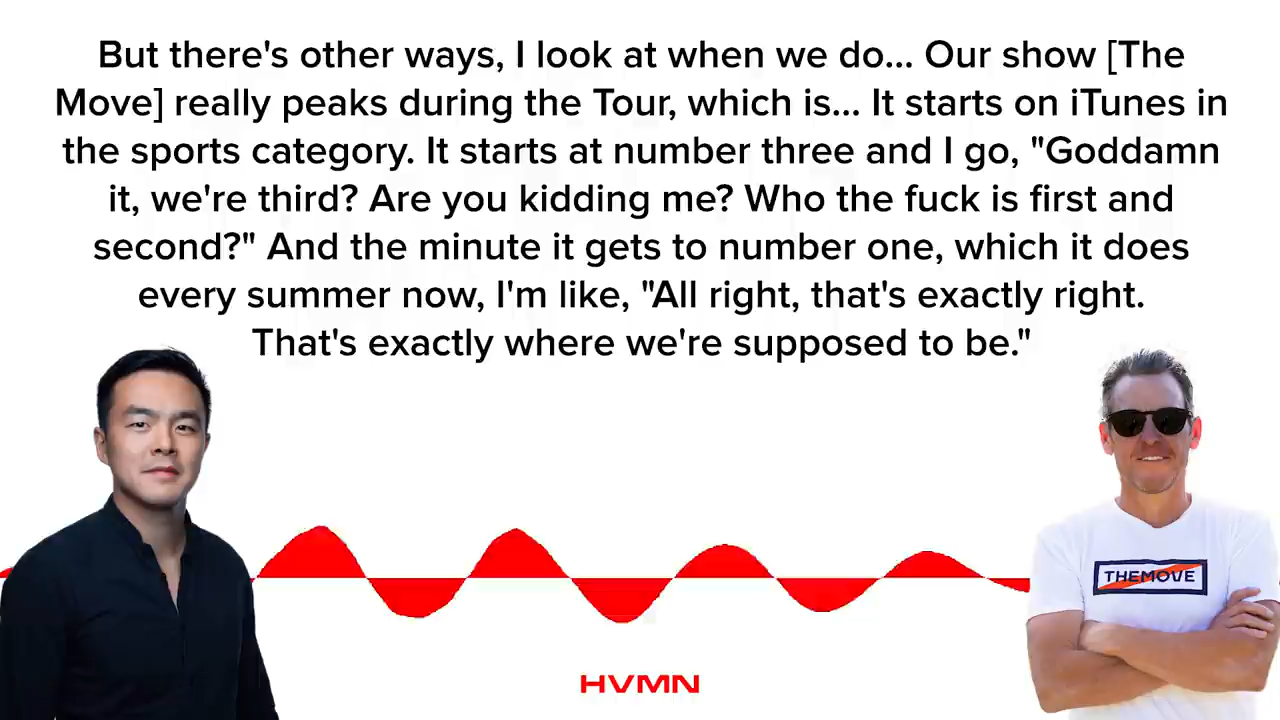 But there's other ways, I look at when we do... Our show [The
Move] really peaks during the Tour, which is... It starts on iTunes in
the sports category. It starts at number three and I go, "Goddamn
it, we're third? Are you kidding me? Who the fuck is first and
second?" And the minute it gets to number one, which it does
every summer now, I'm like, "All right, that's exactly right.
That's exactly where we're supposed to be."
THEMOVE
HVMN